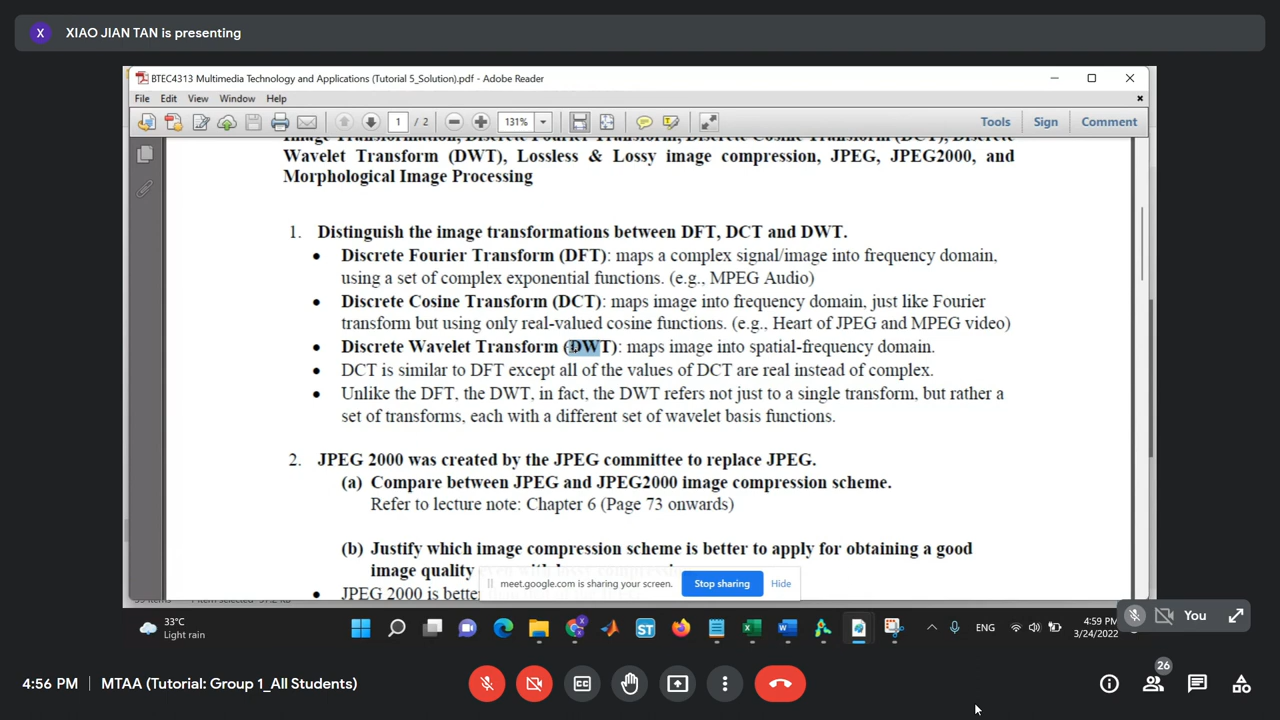 X
XIAO JIAN TAN is presenting
BTEC4313 Multimedia Technology and Applications (Tutorial 5_Solution).pdf - Adobe Reader
File Edit View Window Help
1 / 2 131% Tools Sign Comment
Image Transformation, Discrete Fourier Transform, Discrete Cosine Transform (DCT), Discrete
Wavelet Transform (DWT), Lossless & Lossy image compression, JPEG, JPEG2000, and
Morphological Image Processing
1. Distinguish the image transformations between DFT, DCT and DWT.
• Discrete Fourier Transform (DFT): maps a complex signal/image into frequency domain,
using a set of complex exponential functions. (e.g., MPEG Audio)
• Discrete Cosine Transform (DCT): maps image into frequency domain, just like Fourier
transform but using only real-valued cosine functions. (e.g., Heart of JPEG and MPEG video)
• Discrete Wavelet Transform (DWT): maps image into spatial-frequency domain.
• DCT is similar to DFT except all of the values of DCT are real instead of complex.
• Unlike the DFT, the DWT, in fact, the DWT refers not just to a single transform, but rather a
set of transforms, each with a different set of wavelet basis functions.
2. JPEG 2000 was created by the JPEG committee to replace JPEG.
(a) Compare between JPEG and JPEG2000 image compression scheme.
Refer to lecture note: Chapter 6 (Page 73 onwards)
(b) Justify which image compression scheme is better to apply for obtaining a good
image quality
• JPEG 2000 is bette
meet.google.com is sharing your screen. Stop sharing Hide
33°C
Light rain
ST
ENG
4:59 PM
3/24/2022
You
4:56 PM | MTAA (Tutorial: Group 1_All Students)
26